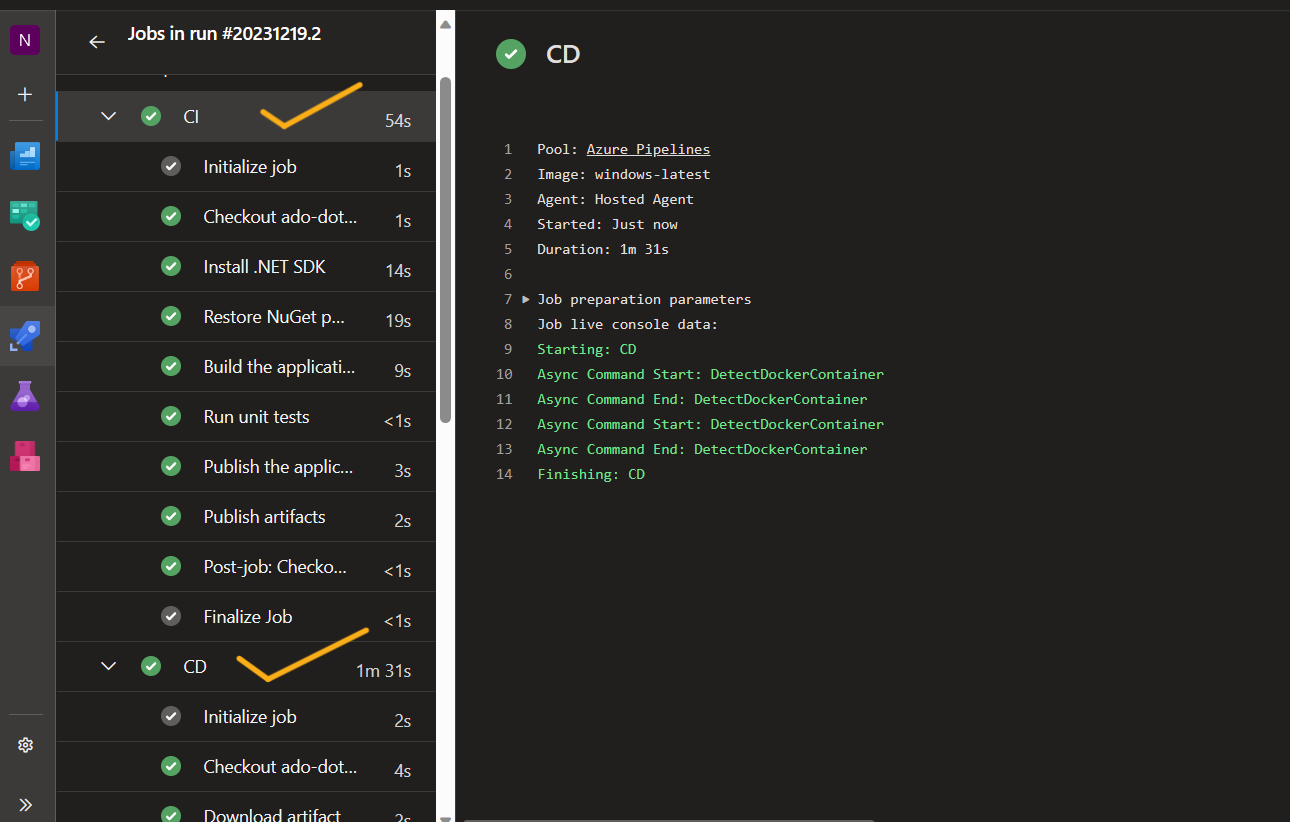 N
Jobs in run #20231219.2
CI
54s
Initialize job
1s
Checkout ado-dot...
1s
Install .NET SDK
14s
Restore NuGet p...
19s
Build the applicati...
9s
Run unit tests
<1s
Publish the applic...
3s
Publish artifacts
2s
Post-job: Checko...
<1s
Finalize Job
<1s
CD
1m 31s
Initialize job
2s
Checkout ado-dot...
4s
Download artifact
2s
CD
1 Pool: Azure Pipelines
2 Image: windows-latest
3 Agent: Hosted Agent
4 Started: Just now
5 Duration: 1m 31s
6
7 Job preparation parameters
8 Job live console data:
9 Starting: CD
10 Async Command Start: DetectDockerContainer
11 Async Command End: DetectDockerContainer
12 Async Command Start: DetectDockerContainer
13 Async Command End: DetectDockerContainer
14 Finishing: CD